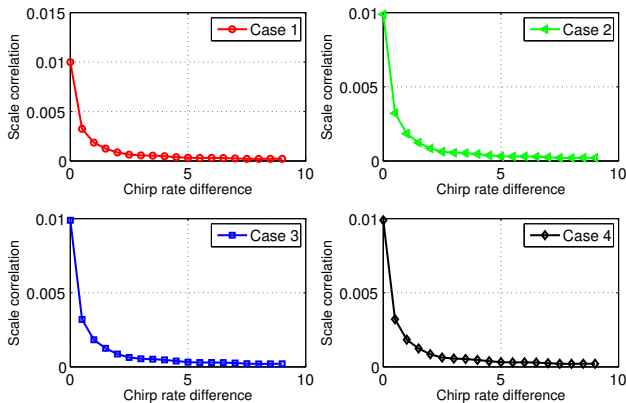 Scale correlation
0.015
0.01
0.005
0
Case 1
0
5
10
Chirp rate difference
Scale correlation
0.01
0.005
0
Case 2
0
5
10
Chirp rate difference
Scale correlation
0.01
0.005
0
Case 3
0
5
10
Chirp rate difference
Scale correlation
0.01
0.005
0
Case 4
0
5
10
Chirp rate difference